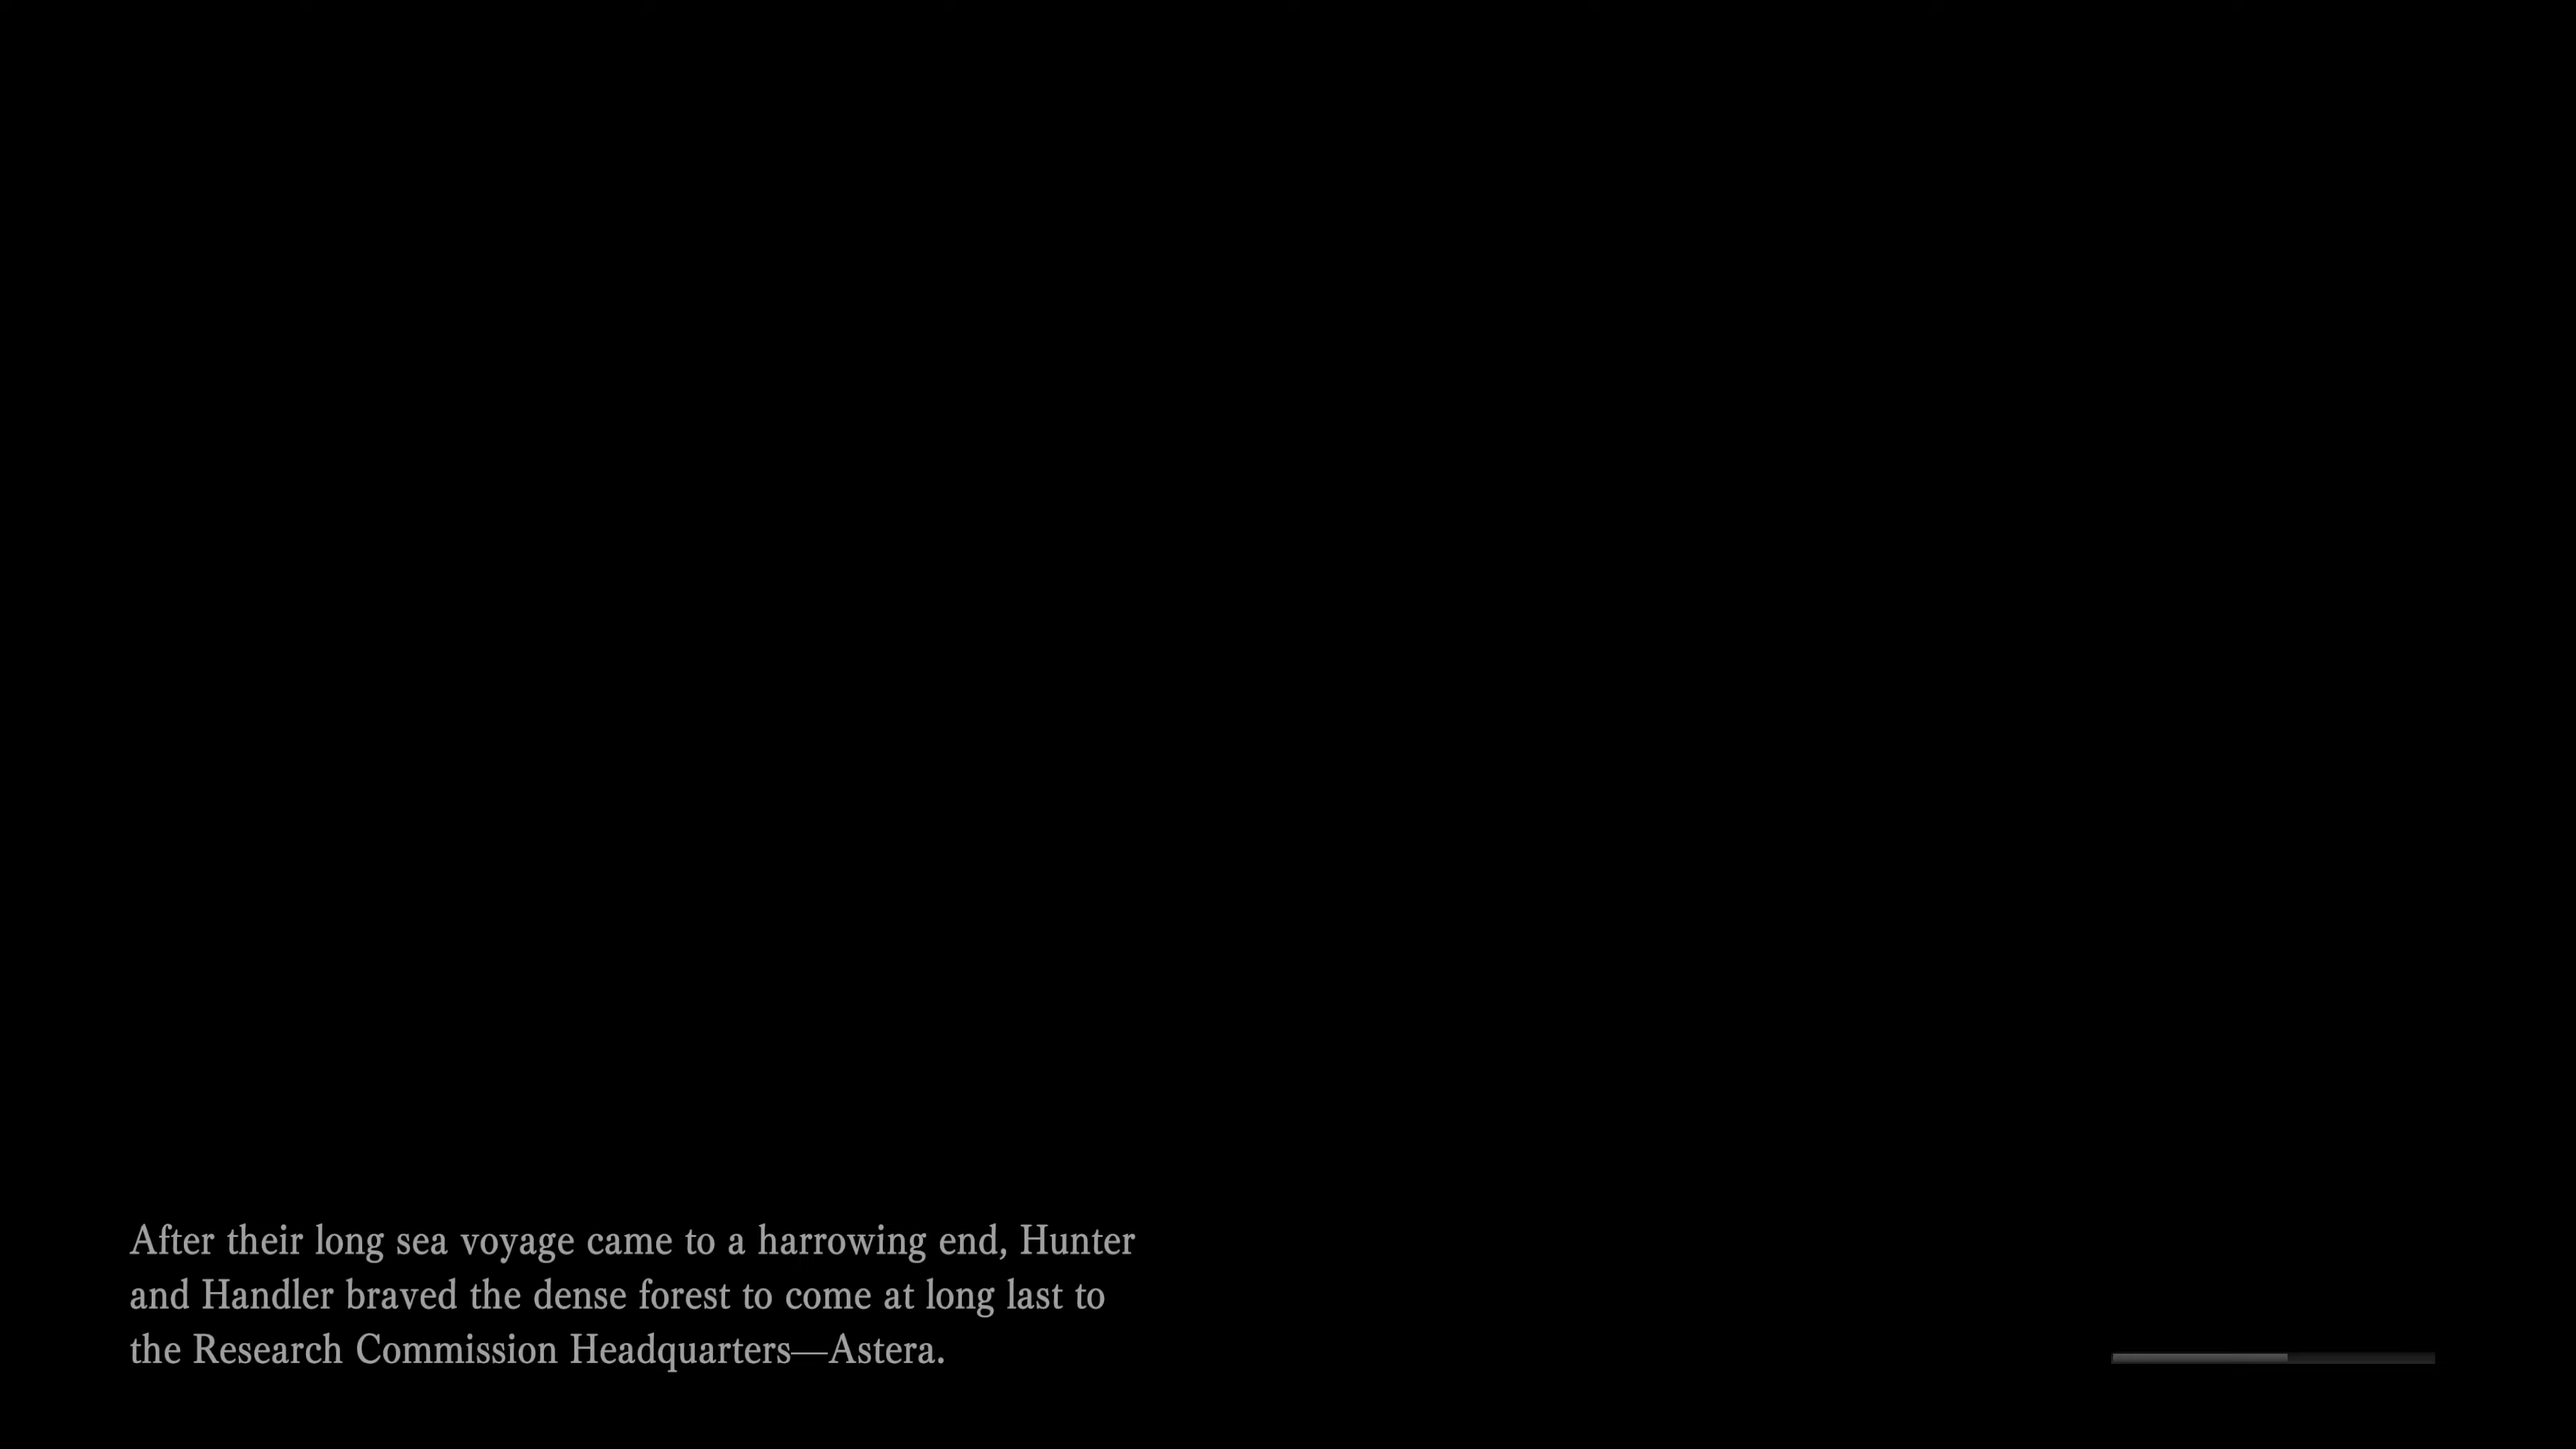 After their long sea voyage came to a harrowing end, Hunter
and Handler braved the dense forest to come at long last to
the Research Commission Headquarters—Astera.